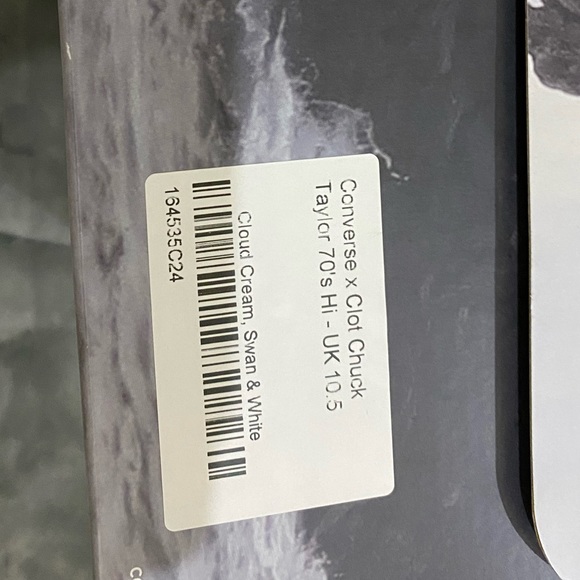 Converse x Clot Chuck
Taylor 70's Hi - UK 10.5
Cloud Cream, Swan & White
164535C24